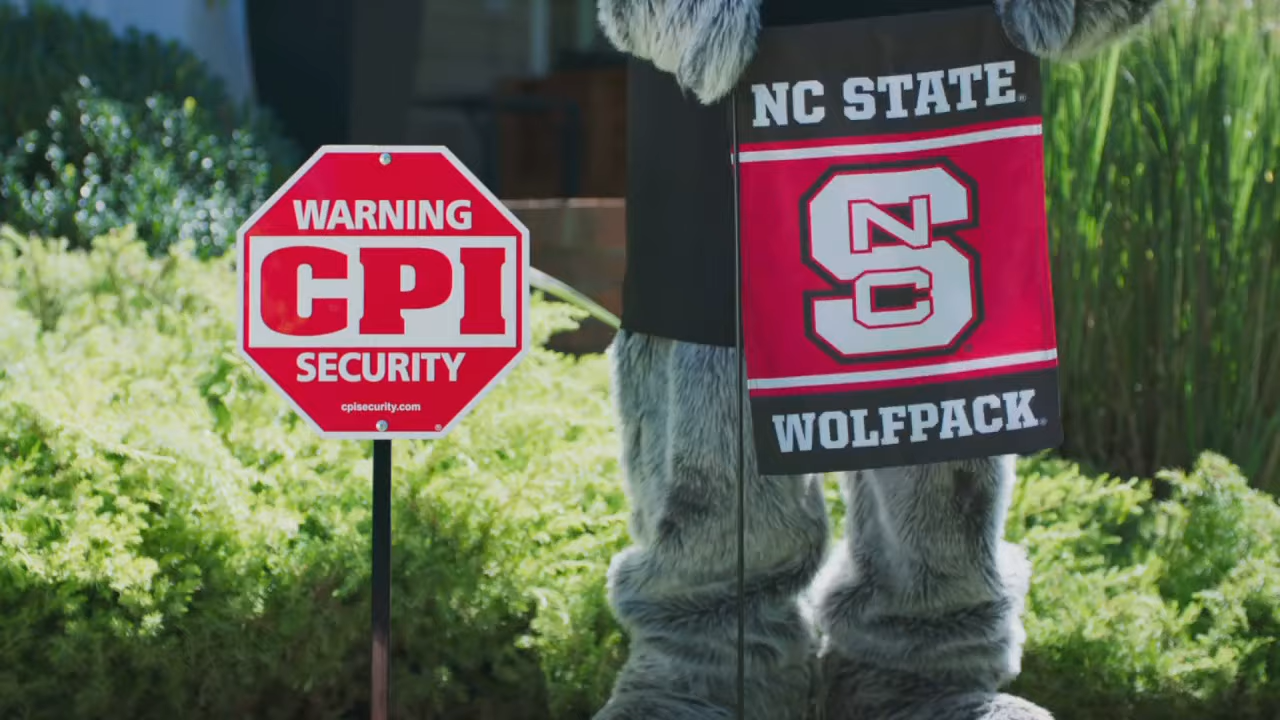 WARNING
CPI
SECURITY
cpisecurity.com
NC STATE
NC
S
WOLFPACK